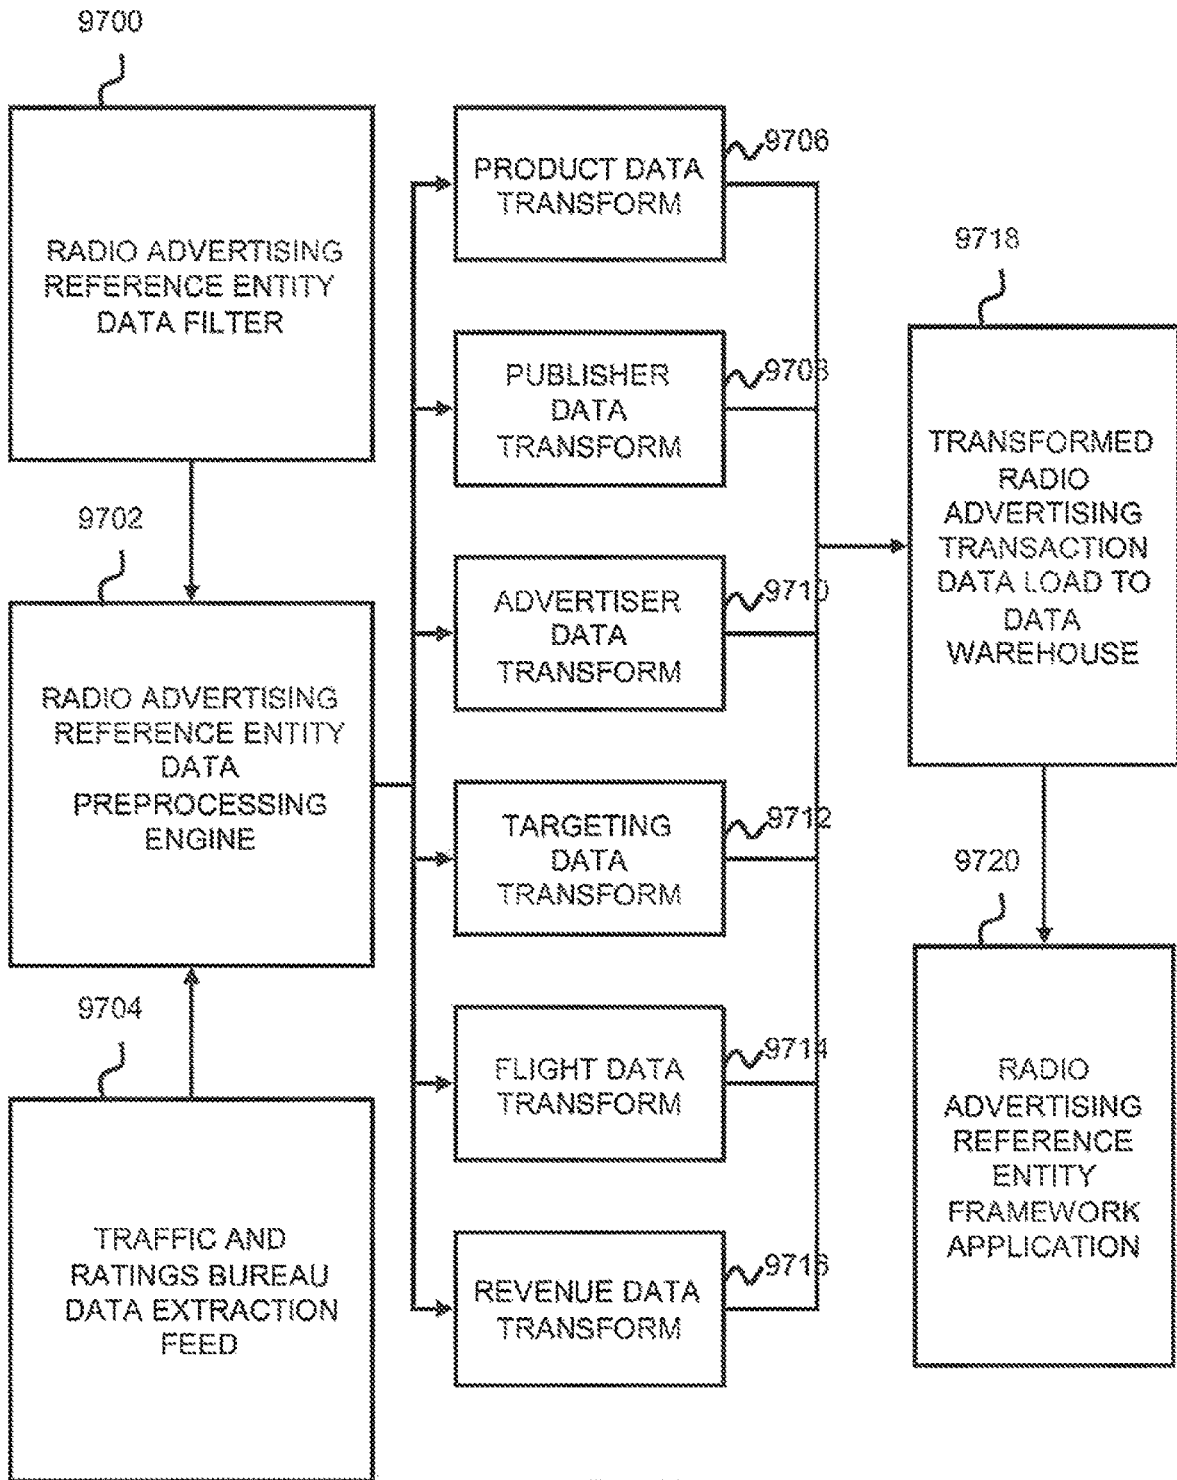 9700
RADIO ADVERTISING
REFERENCE ENTITY
DATA FILTER
9702
RADIO ADVERTISING
REFERENCE ENTITY
DATA
PREPROCESSING
ENGINE
9704
TRAFFIC AND
RATINGS BUREAU
DATA EXTRACTION
FEED
9706
PRODUCT DATA
TRANSFORM
9708
PUBLISHER
DATA
TRANSFORM
9710
ADVERTISER
DATA
TRANSFORM
9712
TARGETING
DATA
TRANSFORM
9714
FLIGHT DATA
TRANSFORM
9716
REVENUE DATA
TRANSFORM
9718
TRANSFORMED
RADIO
ADVERTISING
TRANSACTION
DATA LOAD TO
DATA
WAREHOUSE
9720
RADIO
ADVERTISING
REFERENCE
ENTITY
FRAMEWORK
APPLICATION